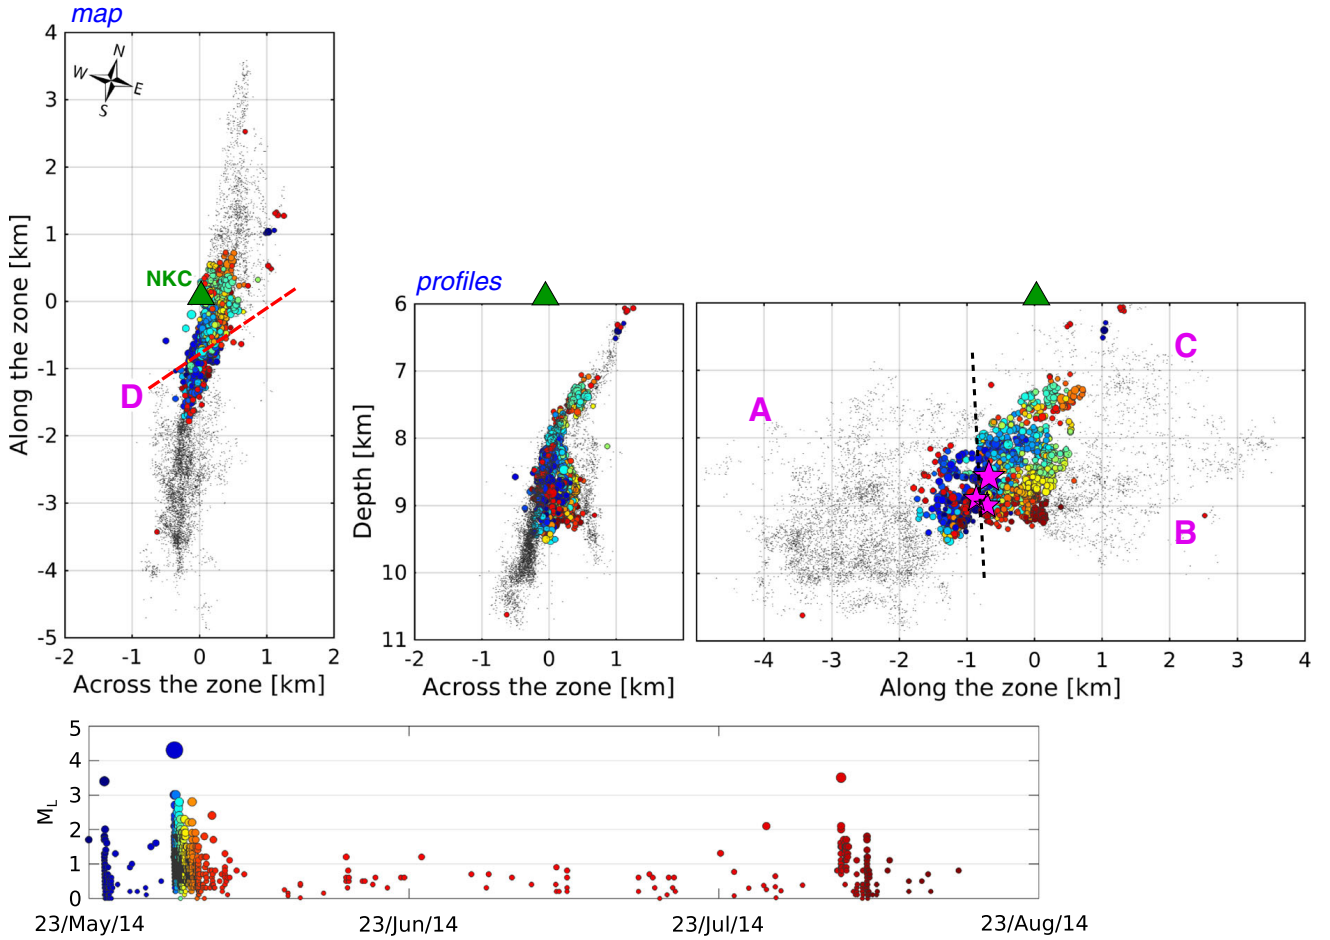 map
4
3
2
1
0
-1
-2
-3
-4
-5
Along the zone [km]
N
W
E
S
NKC
D
-2 -1 0 1 2
Across the zone [km]
profiles
6
7
8
9
10
11
Depth [km]
-2 -1 0 1 2
Across the zone [km]
A
C
B
-4 -3 -2 -1 0 1 2 3 4
Along the zone [km]
5
4
3
2
1
0
ML
23/May/14 23/Jun/14 23/Jul/14 23/Aug/14